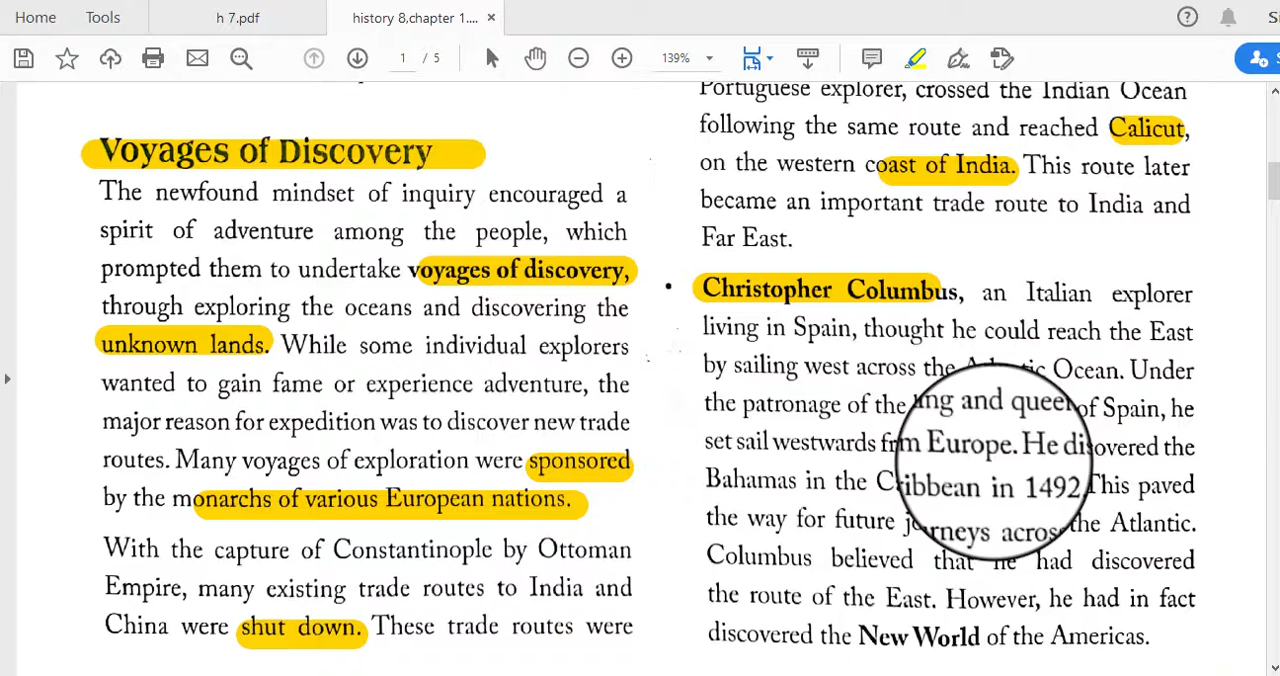 Home Tools h 7.pdf history 8,chapter 1.... ×
1 / 5 139%
Voyages of Discovery
The newfound mindset of inquiry encouraged a
spirit of adventure among the people, which
prompted them to undertake voyages of discovery,
through exploring the oceans and discovering the
unknown lands. While some individual explorers
wanted to gain fame or experience adventure, the
major reason for expedition was to discover new trade
routes. Many voyages of exploration were sponsored
by the monarchs of various European nations.
With the capture of Constantinople by Ottoman
Empire, many existing trade routes to India and
China were shut down. These trade routes were
Portuguese explorer, crossed the Indian Ocean
following the same route and reached Calicut,
on the western coast of India. This route later
became an important trade route to India and
Far East.
• Christopher Columbus, an Italian explorer
living in Spain, thought he could reach the East
by sailing west across the Ocean. Under
the patronage of the king and queen of Spain, he
set sail westwards Europe. He discovered the
Bahamas in the Caribbean in 1492. This paved
the way for future journeys across the Atlantic.
Columbus believed that he had discovered
the route of the East. However, he had in fact
discovered the New World of the Americas.